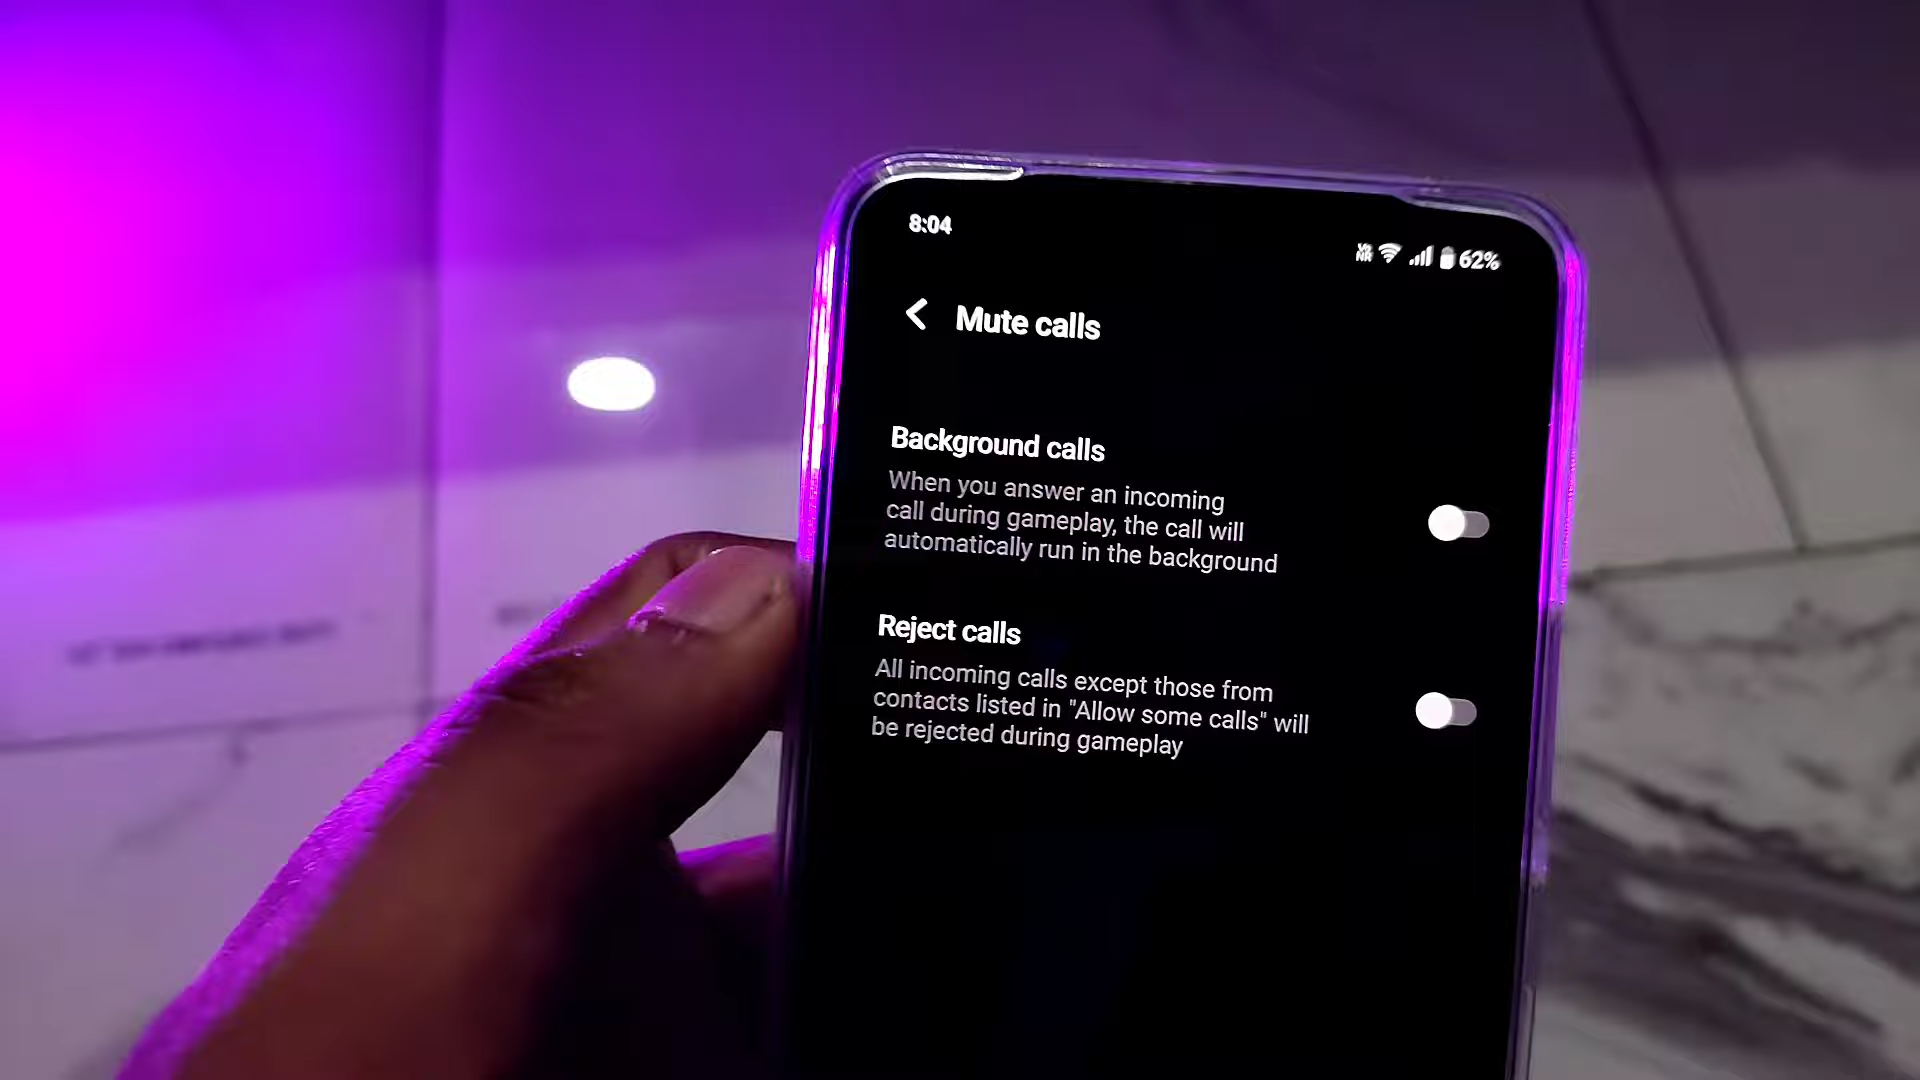 8:04
Vo NR 62%
Mute calls
Background calls
When you answer an incoming
call during gameplay, the call will
automatically run in the background
Reject calls
All incoming calls except those from
contacts listed in "Allow some calls" will
be rejected during gameplay